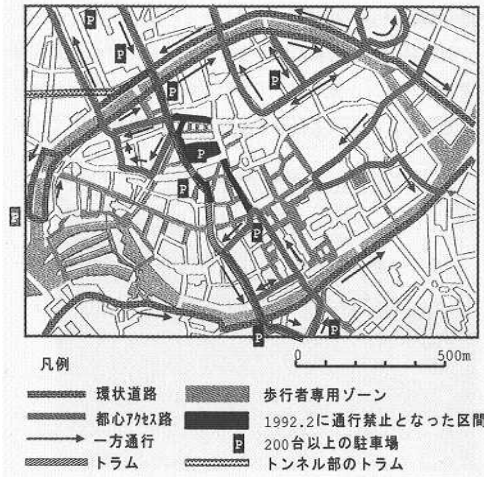 P
P
P
P
P
P
P
P
P
P
P
0 500m
凡例
環状道路 歩行者専用ゾーン
都心アクセス路 1992.2に通行禁止となった区間
一方通行 P 200台以上の駐車場
トラム トンネル部のトラム